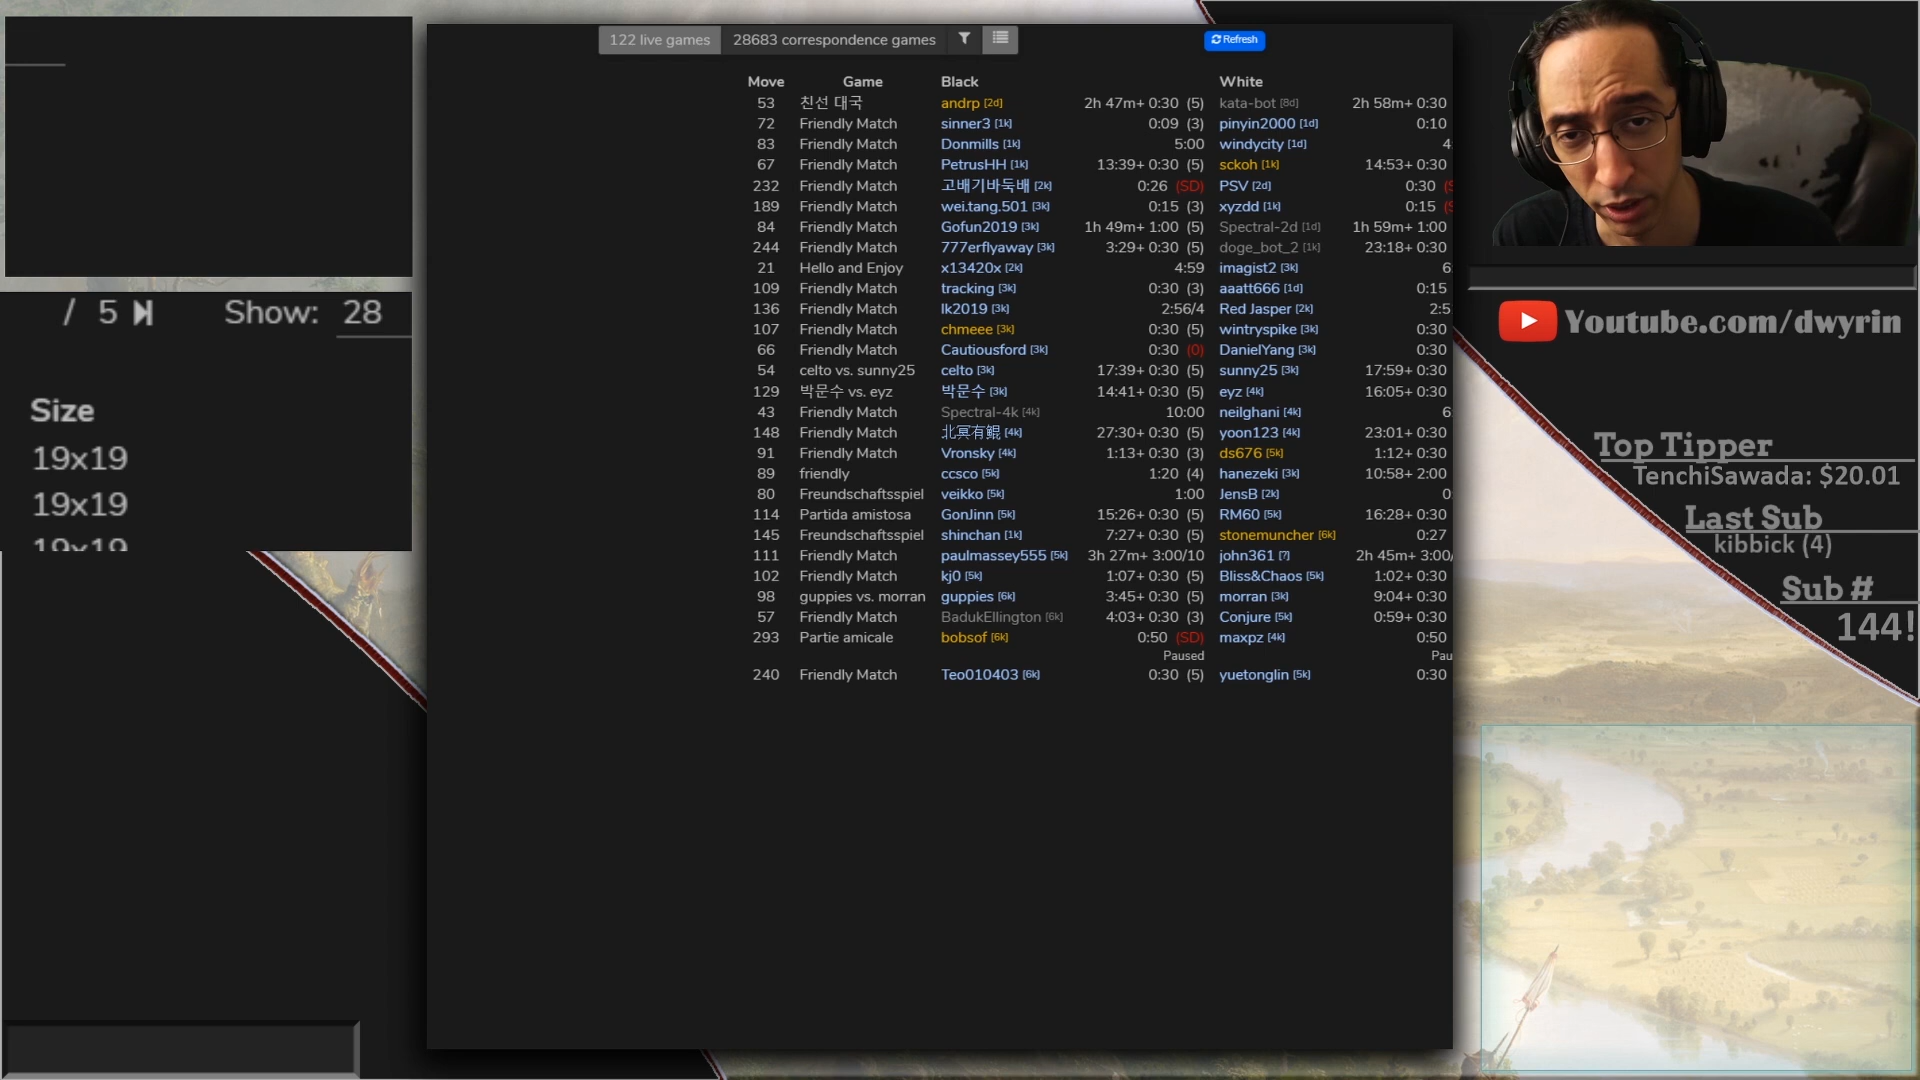 122 live games 28683 correspondence games Refresh
Move Game Black White
53 친선 대국 andrp [2d] 2h 47m+ 0:30 (5) kata-bot [8d] 2h 58m+ 0:30
72 Friendly Match sinner3 [1k] 0:09 (3) pinyin2000 [1d] 0:10
83 Friendly Match Donmills [1k] 5:00 windycity [1d] 4
67 Friendly Match PetrusHH [1k] 13:39+ 0:30 (5) sckoh [1k] 14:53+ 0:30
232 Friendly Match 고배기바둑배 [2k] 0:26 (SD) PSV [2d] 0:30 (S
189 Friendly Match wei.tang.501 [3k] 0:15 (3) xyzdd [1k] 0:15 (S
84 Friendly Match Gofun2019 [3k] 1h 49m+ 1:00 (5) Spectral-2d [1d] 1h 59m+ 1:00
244 Friendly Match 777erflyaway [3k] 3:29+ 0:30 (5) doge_bot_2 [1k] 23:18+ 0:30
21 Hello and Enjoy x13420x [2k] 4:59 imagist2 [3k] 6
109 Friendly Match tracking [3k] 0:30 (3) aaatt666 [1d] 0:15
136 Friendly Match lk2019 [3k] 2:56/4 Red Jasper [2k] 2:5
107 Friendly Match chmeee [3k] 0:30 (5) wintryspike [3k] 0:30
66 Friendly Match Cautiousford [3k] 0:30 (0) DanielYang [3k] 0:30
54 celto vs. sunny25 celto [3k] 17:39+ 0:30 (5) sunny25 [3k] 17:59+ 0:30
129 박문수 vs. eyz 박문수 [3k] 14:41+ 0:30 (5) eyz [4k] 16:05+ 0:30
43 Friendly Match Spectral-4k [4k] 10:00 neilghani [4k] 6
148 Friendly Match 北冥有鲲 [4k] 27:30+ 0:30 (5) yoon123 [4k] 23:01+ 0:30
91 Friendly Match Vronsky [4k] 1:13+ 0:30 (3) ds676 [5k] 1:12+ 0:30
89 friendly ccsco [5k] 1:20 (4) hanezeki [3k] 10:58+ 2:00
80 Freundschaftsspiel veikko [5k] 1:00 JensB [2k] 0
114 Partida amistosa GonJinn [5k] 15:26+ 0:30 (5) RM60 [5k] 16:28+ 0:30
145 Freundschaftsspiel shinchan [1k] 7:27+ 0:30 (5) stonemuncher [6k] 0:27
111 Friendly Match paulmassey555 [5k] 3h 27m+ 3:00/10 john361 [?] 2h 45m+ 3:00/
102 Friendly Match kj0 [5k] 1:07+ 0:30 (5) Bliss&Chaos [5k] 1:02+ 0:30
98 guppies vs. morran guppies [6k] 3:45+ 0:30 (5) morran [3k] 9:04+ 0:30
57 Friendly Match BadukEllington [6k] 4:03+ 0:30 (3) Conjure [5k] 0:59+ 0:30
293 Partie amicale bobsof [6k] 0:50 (SD) maxpz [4k] 0:50
Paused Pau
240 Friendly Match Teo010403 [6k] 0:30 (5) yuetonglin [5k] 0:30
/ 5 Show: 28
Size
19x19
19x19
19x19
Youtube.com/dwyrin
Top Tipper
TenchiSawada: $20.01
Last Sub
kibbick (4)
Sub #
144!